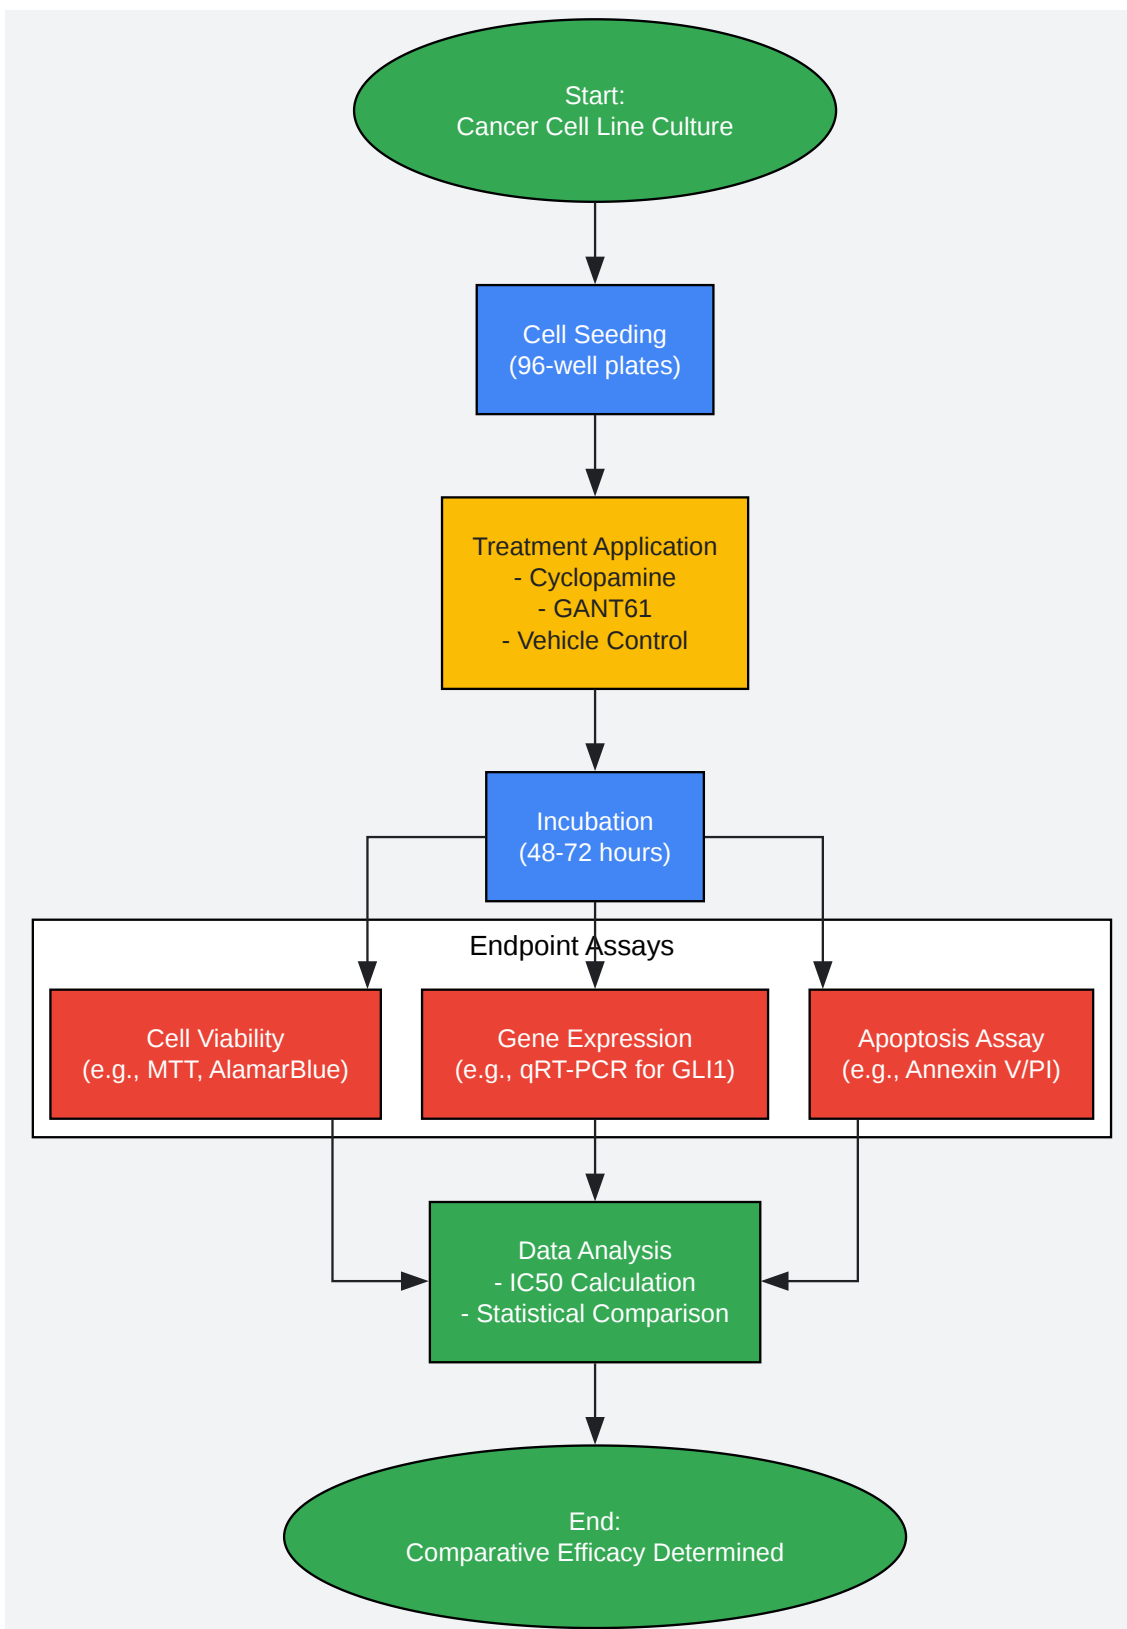 Start:
Cancer Cell Line Culture
Cell Seeding
(96-well plates)
Treatment Application
- Cyclopamine
- GANT61
- Vehicle Control
Incubation
(48-72 hours)
Endpoint Assays
Cell Viability
(e.g., MTT, AlamarBlue)
Gene Expression
(e.g., qRT-PCR for GLI1)
Apoptosis Assay
(e.g., Annexin V/PI)
Data Analysis
- IC50 Calculation
- Statistical Comparison
End:
Comparative Efficacy Determined